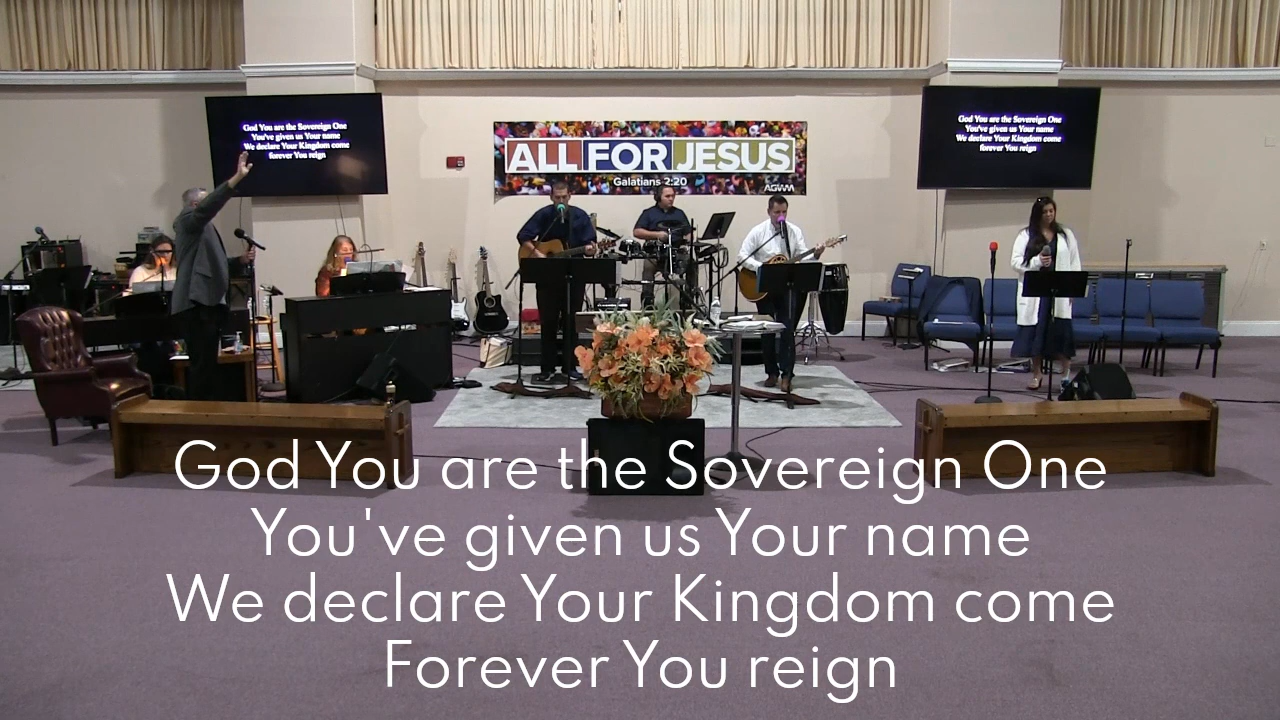 God You are the Sovereign One
You've given us Your name
We declare Your Kingdom come
forever You reign
God You are the Sovereign One
You've given us Your name
We declare Your Kingdom come
forever You reign
ALL FOR JESUS
Galatians 2:20
AGWM
God You are the Sovereign One
You've given us Your name
We declare Your Kingdom come
Forever You reign